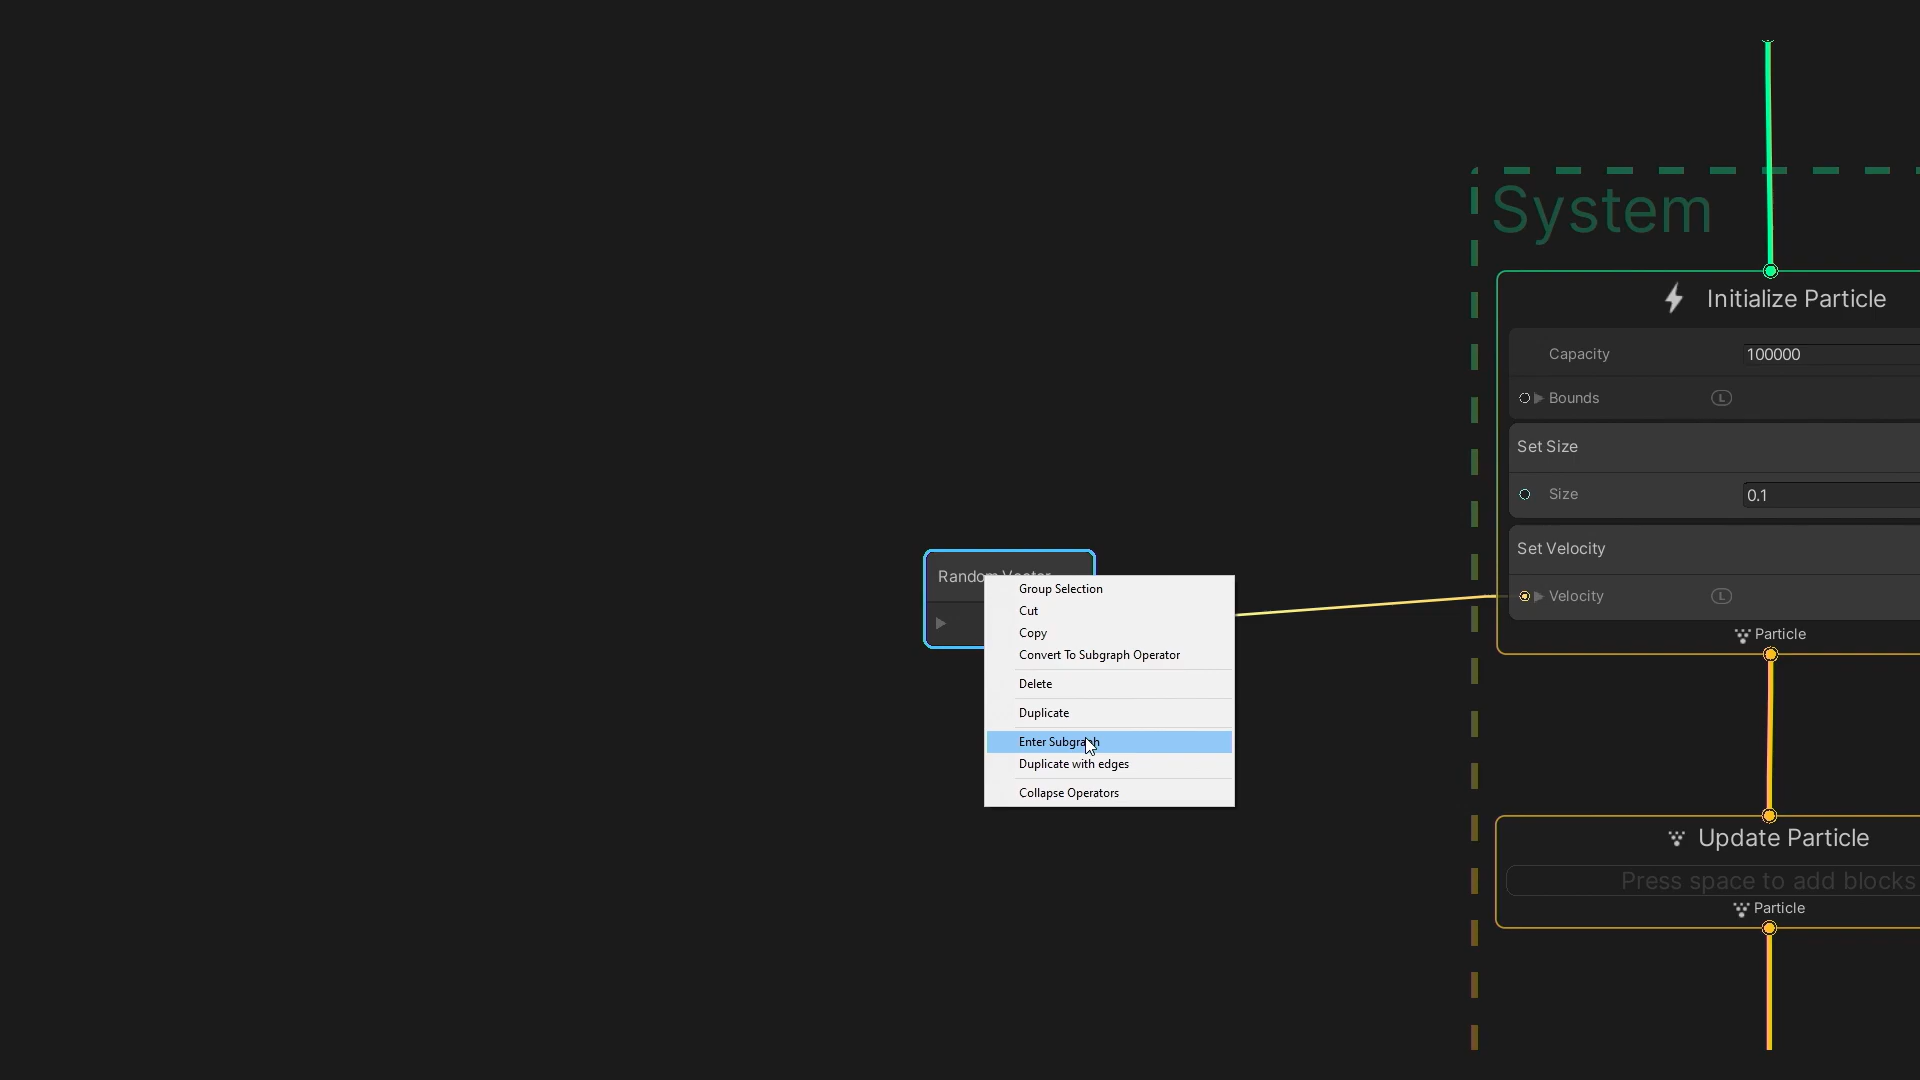 System
Initialize Particle
Capacity
100000
Bounds
L
Set Size
Size
0.1
Set Velocity
Velocity
L
Particle
Update Particle
Press space to add blocks
Particle
Random Vector
Group Selection
Cut
Copy
Convert To Subgraph Operator
Delete
Duplicate
Enter Subgraph
Duplicate with edges
Collapse Operators